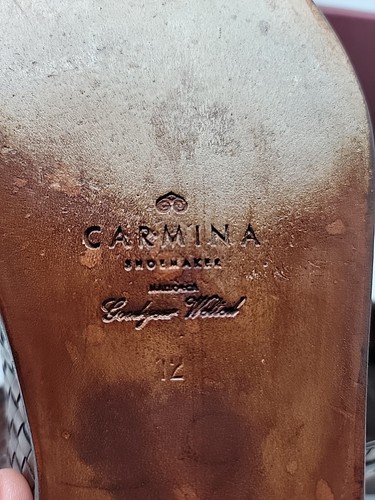 CARMINA
SHOEMAKER
MALLORCA
Goodyear Welted
12